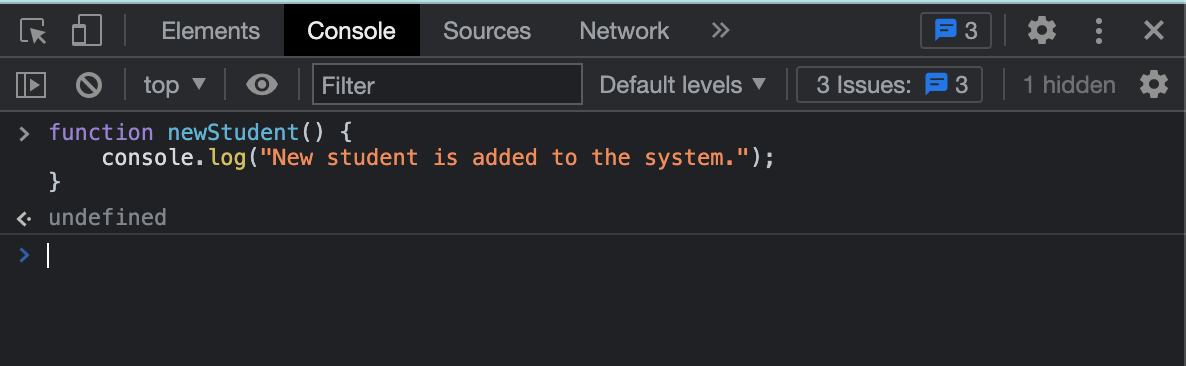 Elements Console Sources Network 3
top Filter Default levels 3 Issues: 3 1 hidden
function newStudent() {
    console.log("New student is added to the system.");
}
undefined